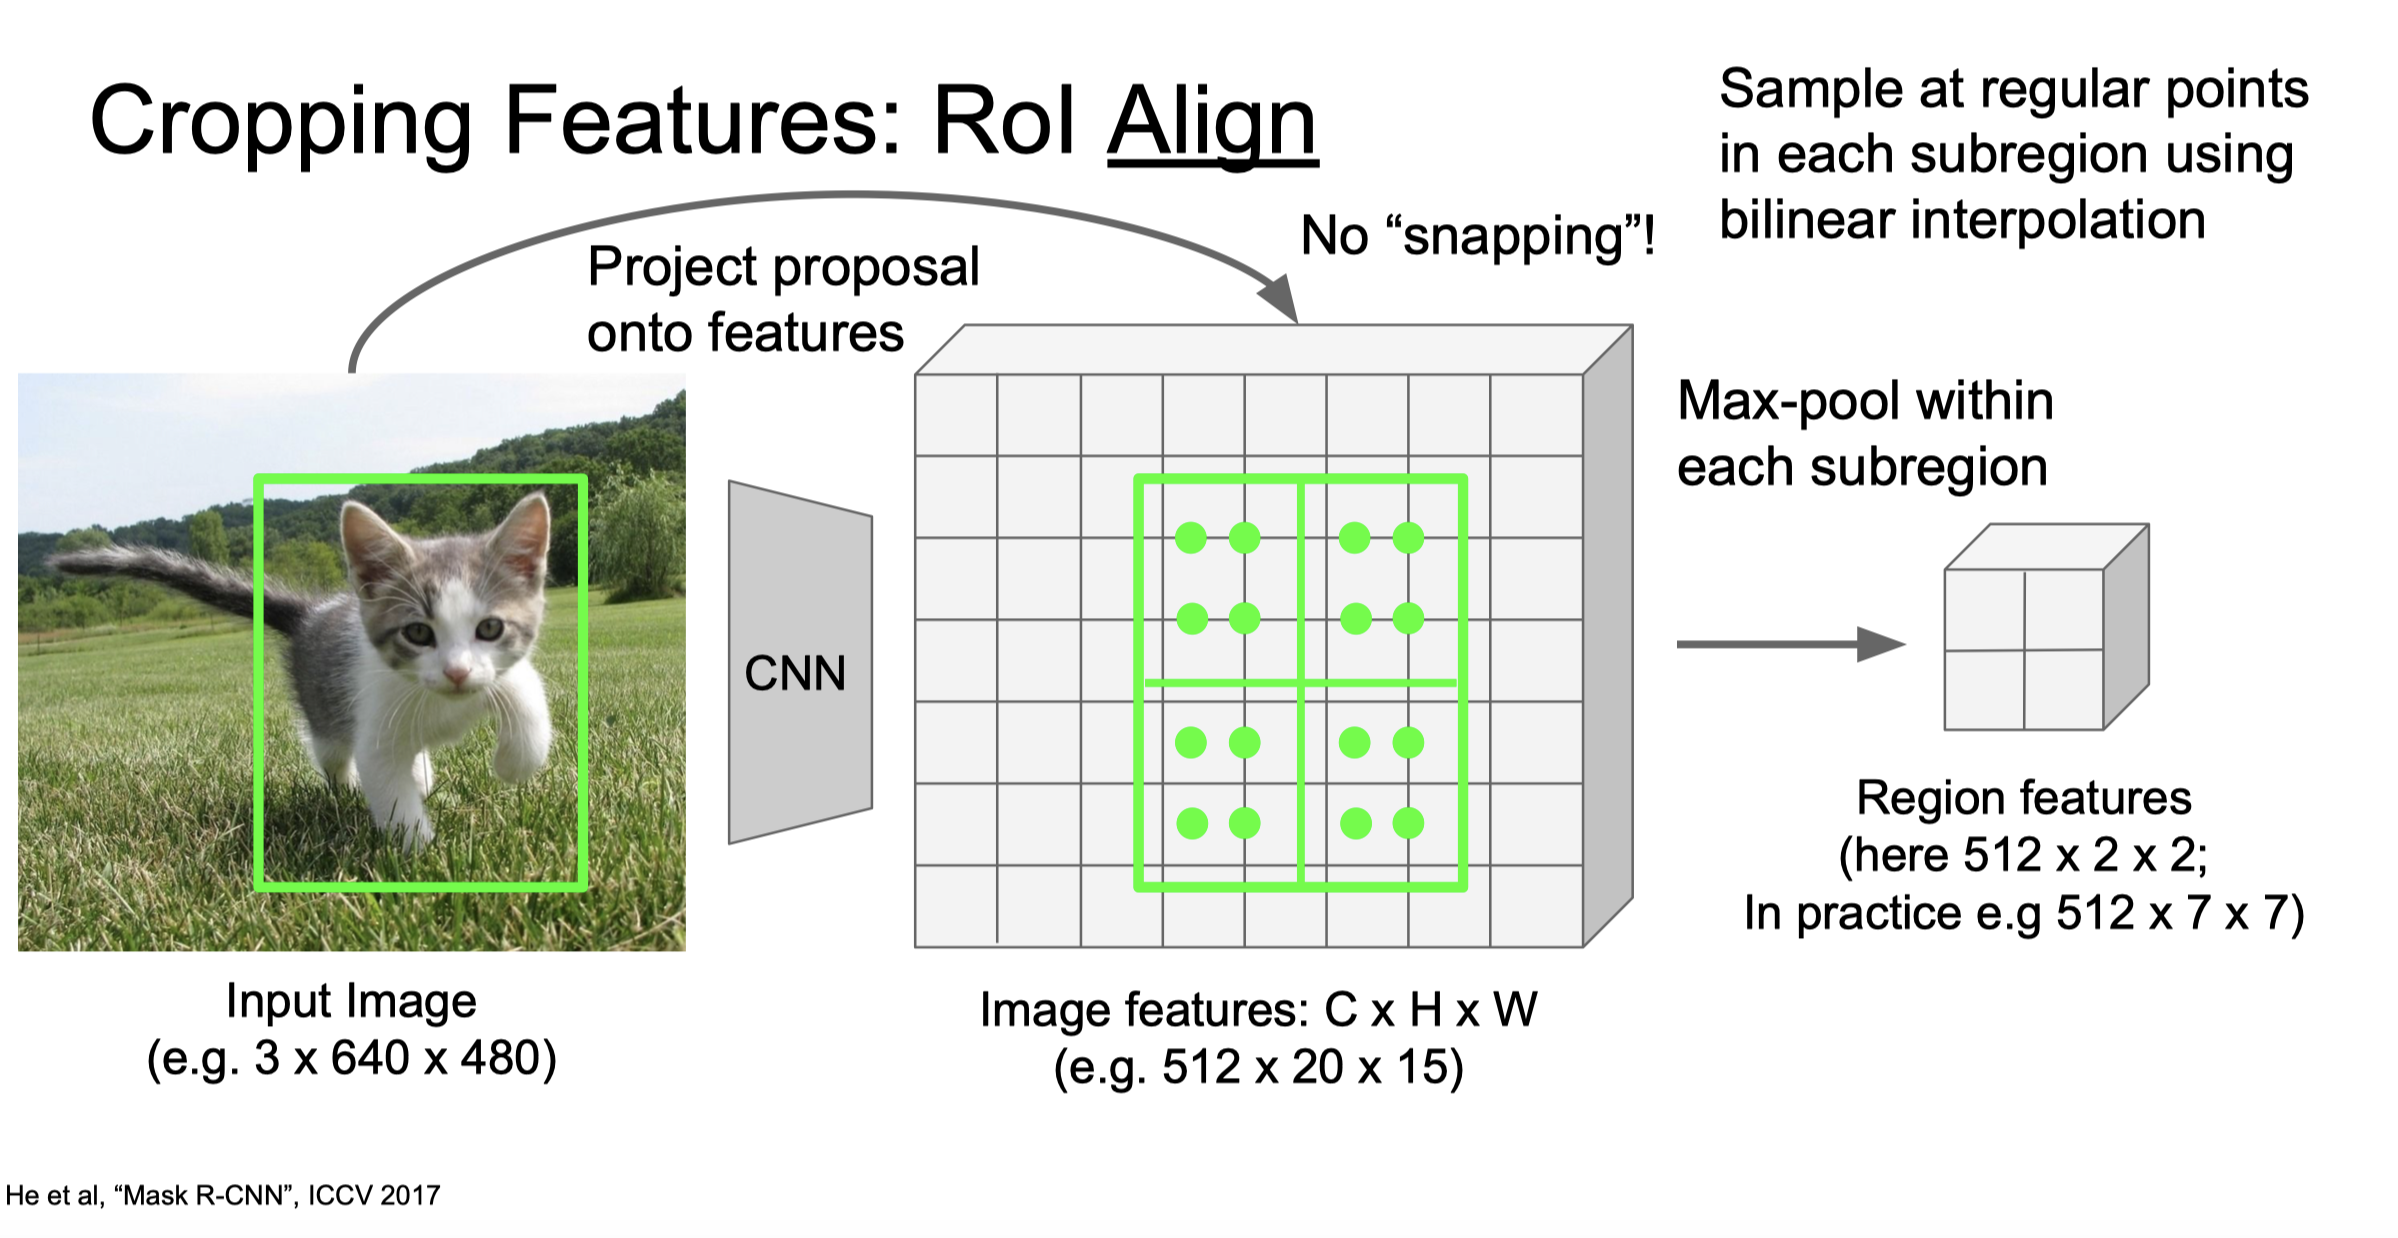 Cropping Features: RoI Align
Sample at regular points
in each subregion using
bilinear interpolation
No “snapping”!
Project proposal
onto features
Max-pool within
each subregion
CNN
Region features
(here 512 x 2 x 2;
In practice e.g 512 x 7 x 7)
Input Image
(e.g. 3 x 640 x 480)
Image features: C x H x W
(e.g. 512 x 20 x 15)
He et al, “Mask R-CNN”, ICCV 2017